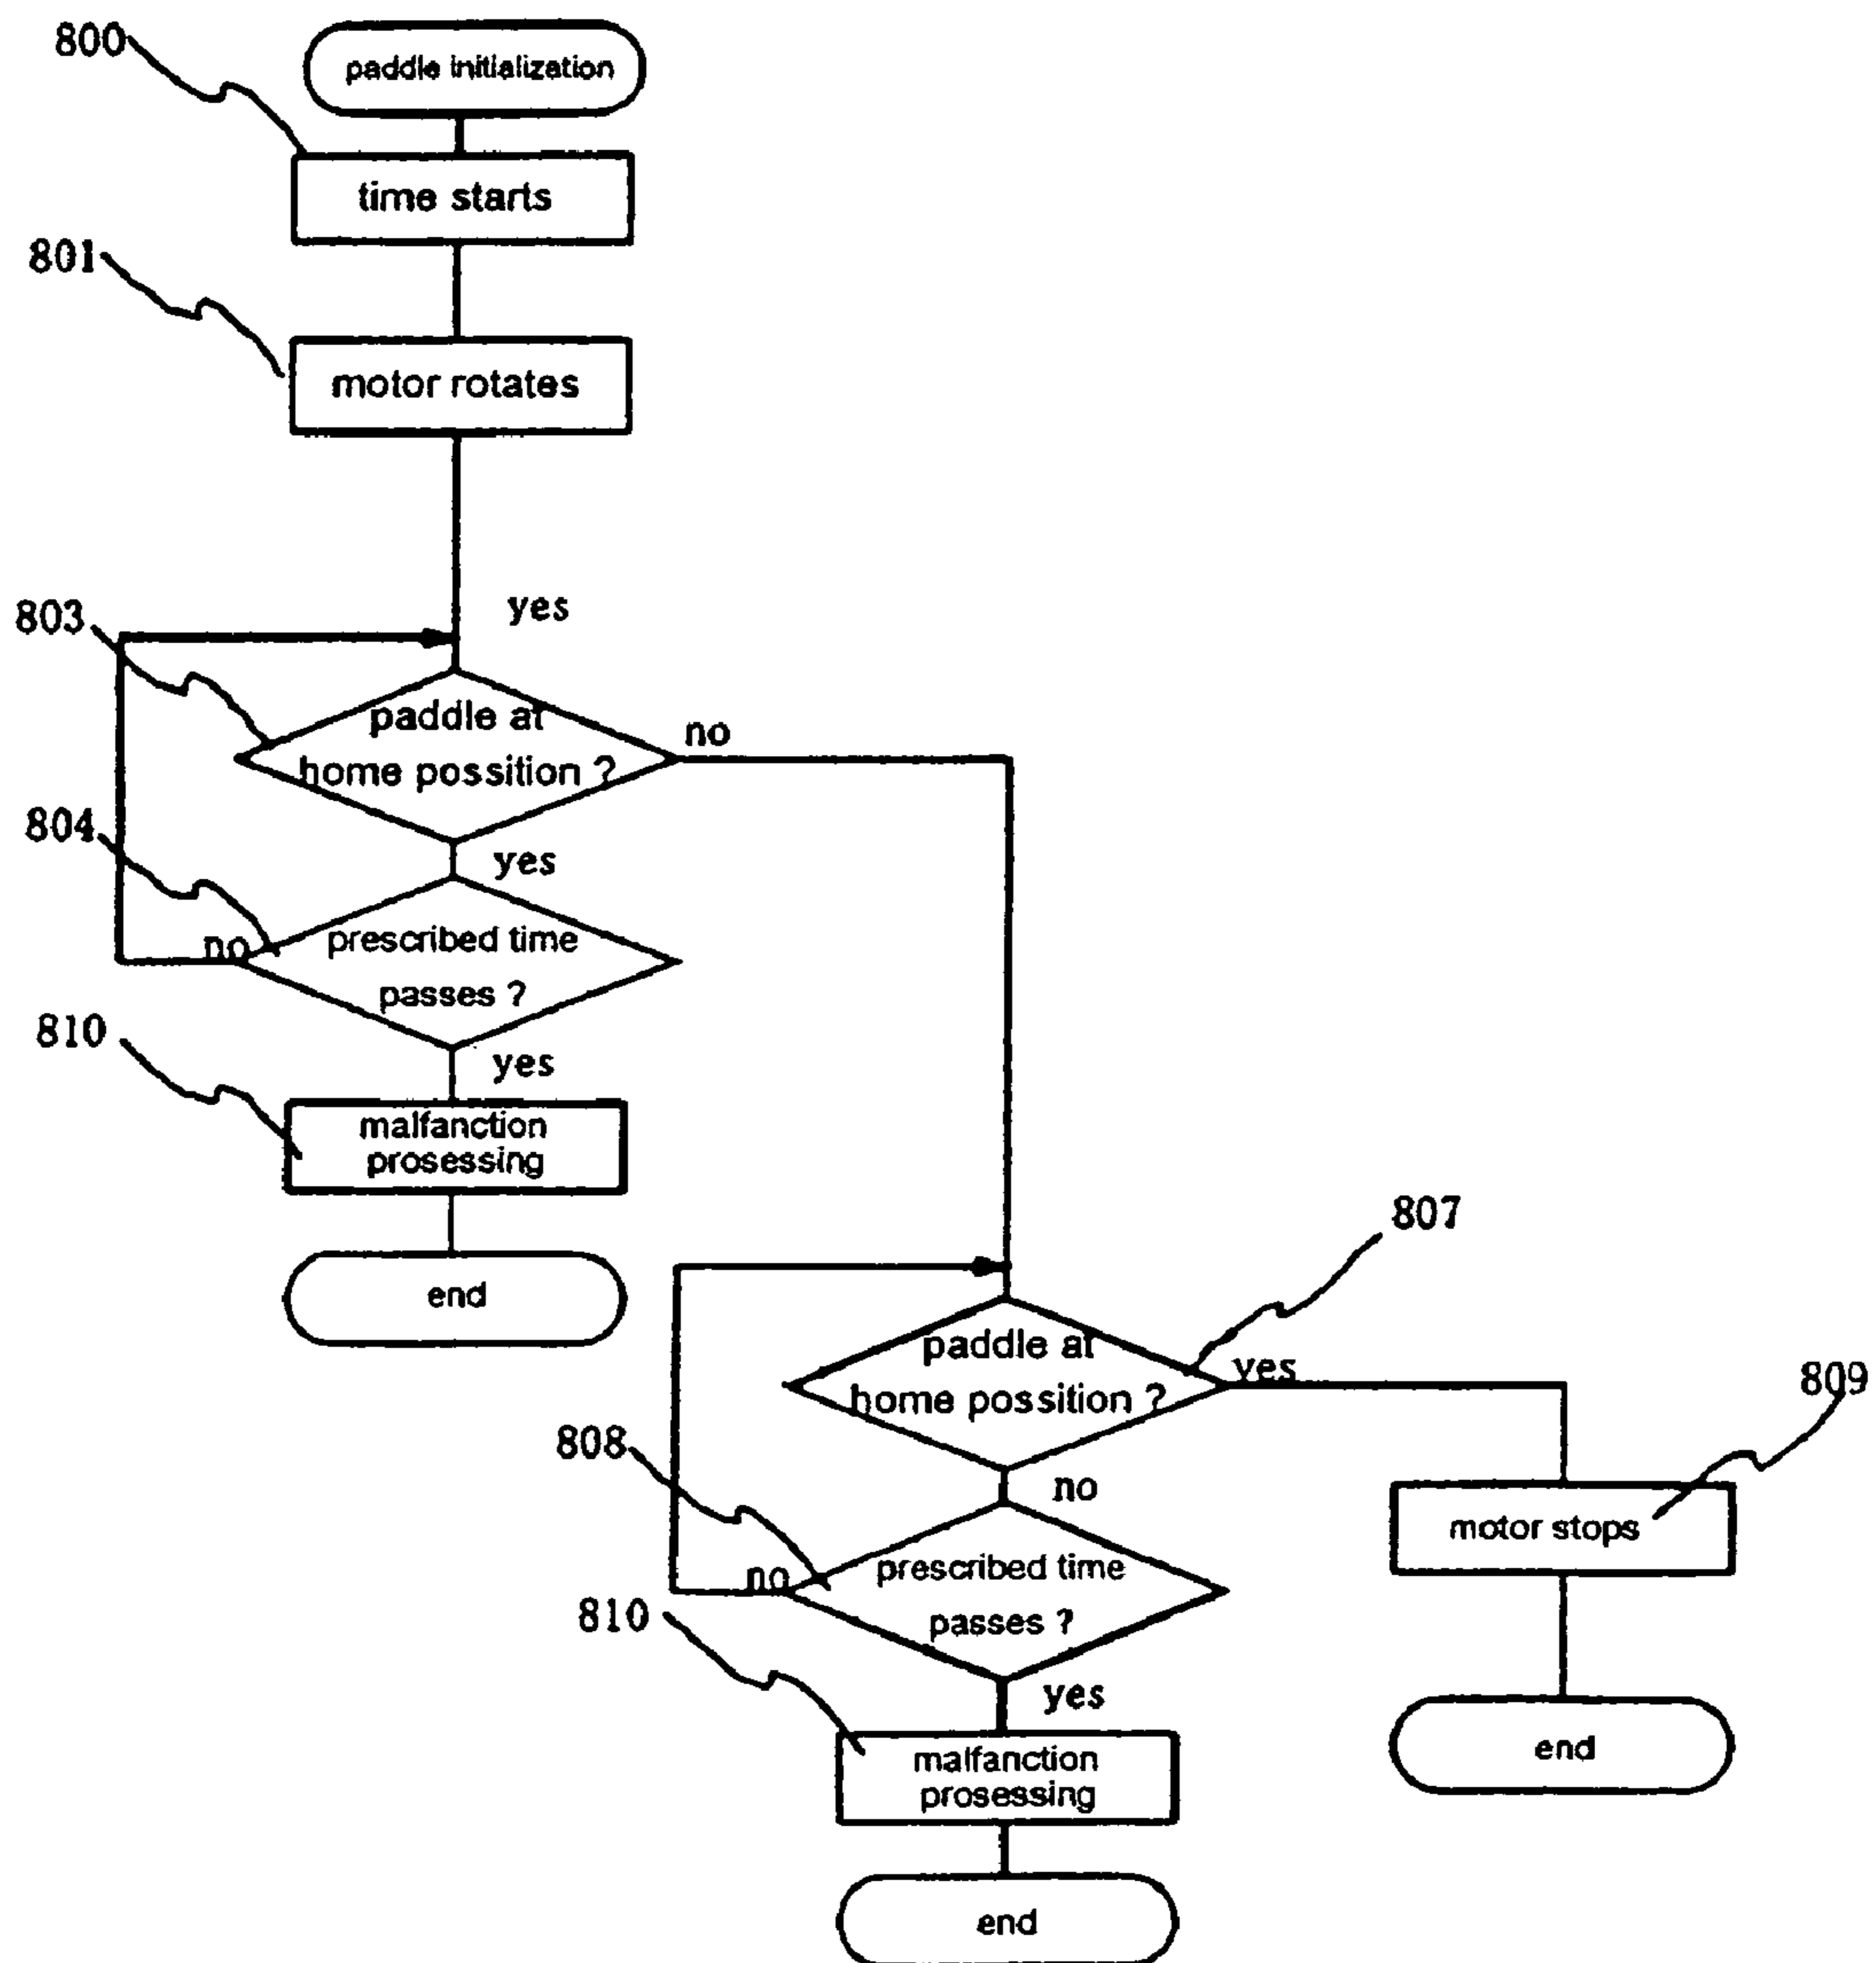 800
paddle initialization
time starts
801
motor rotates
yes
803
paddle at
home possition ?
no
804
yes
no
prescribed time
passes ?
810
yes
malfanction
prosessing
end
807
paddle at
home possition ?
yes
809
808
no
motor stops
no
prescribed time
passes ?
810
yes
malfanction
prosessing
end
end